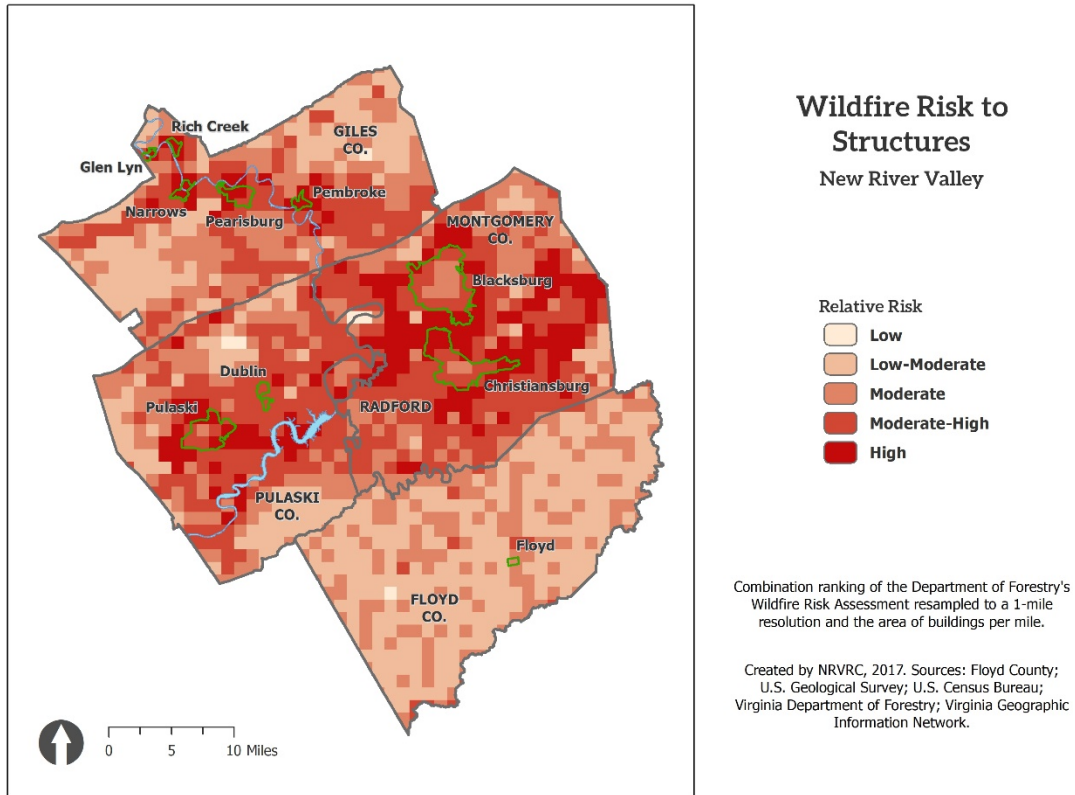 Wildfire Risk to
Structures
New River Valley
Rich Creek
GILES
CO.
Glen Lyn
Narrows
Pearisburg
Pembroke
MONTGOMERY
CO.
Blacksburg
Dublin
Christiansburg
Pulaski
RADFORD
PULASKI
CO.
Floyd
FLOYD
CO.
Relative Risk
Low
Low-Moderate
Moderate
Moderate-High
High
Combination ranking of the Department of Forestry's
Wildfire Risk Assessment resampled to a 1-mile
resolution and the area of buildings per mile.
Created by NRVRC, 2017. Sources: Floyd County;
U.S. Geological Survey; U.S. Census Bureau;
Virginia Department of Forestry; Virginia Geographic
Information Network.
0 5 10 Miles